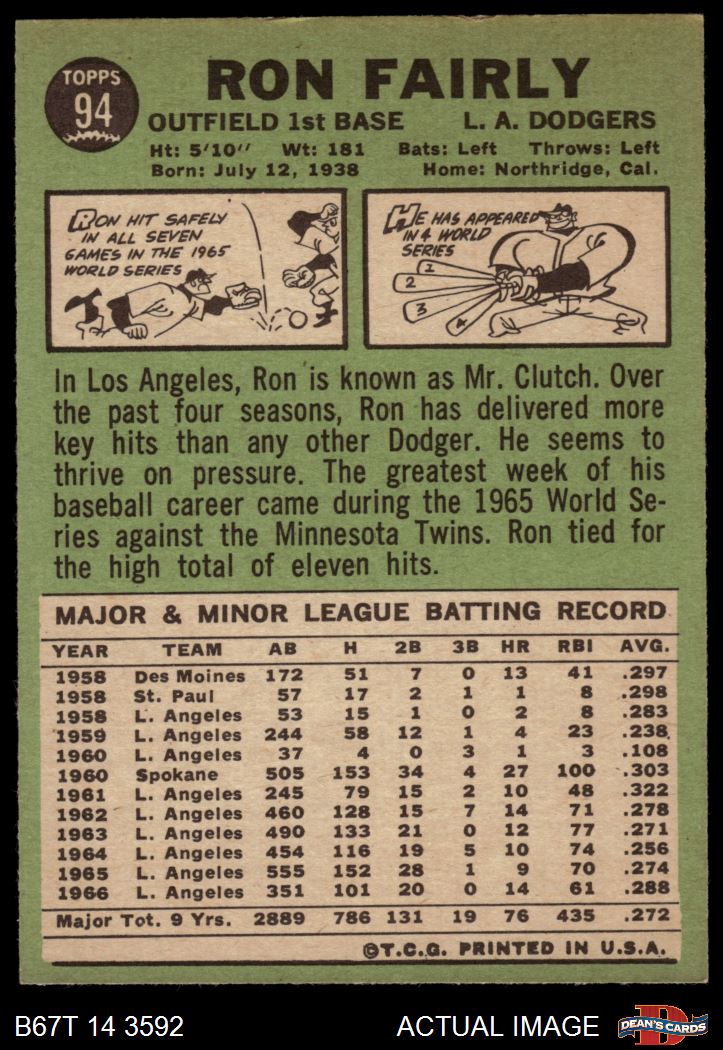 TOPPS
94
RON FAIRLY
OUTFIELD 1st BASE L. A. DODGERS
Ht: 5'10" Wt: 181 Bats: Left Throws: Left
Born: July 12, 1938 Home: Northridge, Cal.
RON HIT SAFELY
IN ALL SEVEN
GAMES IN THE 1965
WORLD SERIES
HE HAS APPEARED
IN 4 WORLD
SERIES
1
2
3
4
In Los Angeles, Ron is known as Mr. Clutch. Over
the past four seasons, Ron has delivered more
key hits than any other Dodger. He seems to
thrive on pressure. The greatest week of his
baseball career came during the 1965 World Se-
ries against the Minnesota Twins. Ron tied for
the high total of eleven hits.
MAJOR & MINOR LEAGUE BATTING RECORD
YEAR TEAM AB H 2B 3B HR RBI AVG.
1958 Des Moines 172 51 7 0 13 41 .297
1958 St. Paul 57 17 2 1 1 8 .298
1958 L. Angeles 53 15 1 0 2 8 .283
1959 L. Angeles 244 58 12 1 4 23 .238
1960 L. Angeles 37 4 0 3 1 3 .108
1960 Spokane 505 153 34 4 27 100 .303
1961 L. Angeles 245 79 15 2 10 48 .322
1962 L. Angeles 460 128 15 7 14 71 .278
1963 L. Angeles 490 133 21 0 12 77 .271
1964 L. Angeles 454 116 19 5 10 74 .256
1965 L. Angeles 555 152 28 1 9 70 .274
1966 L. Angeles 351 101 20 0 14 61 .288
Major Tot. 9 Yrs. 2889 786 131 19 76 435 .272
©T.C.G. PRINTED IN U.S.A.
B67T 14 3592 ACTUAL IMAGE DEAN'S CARDS